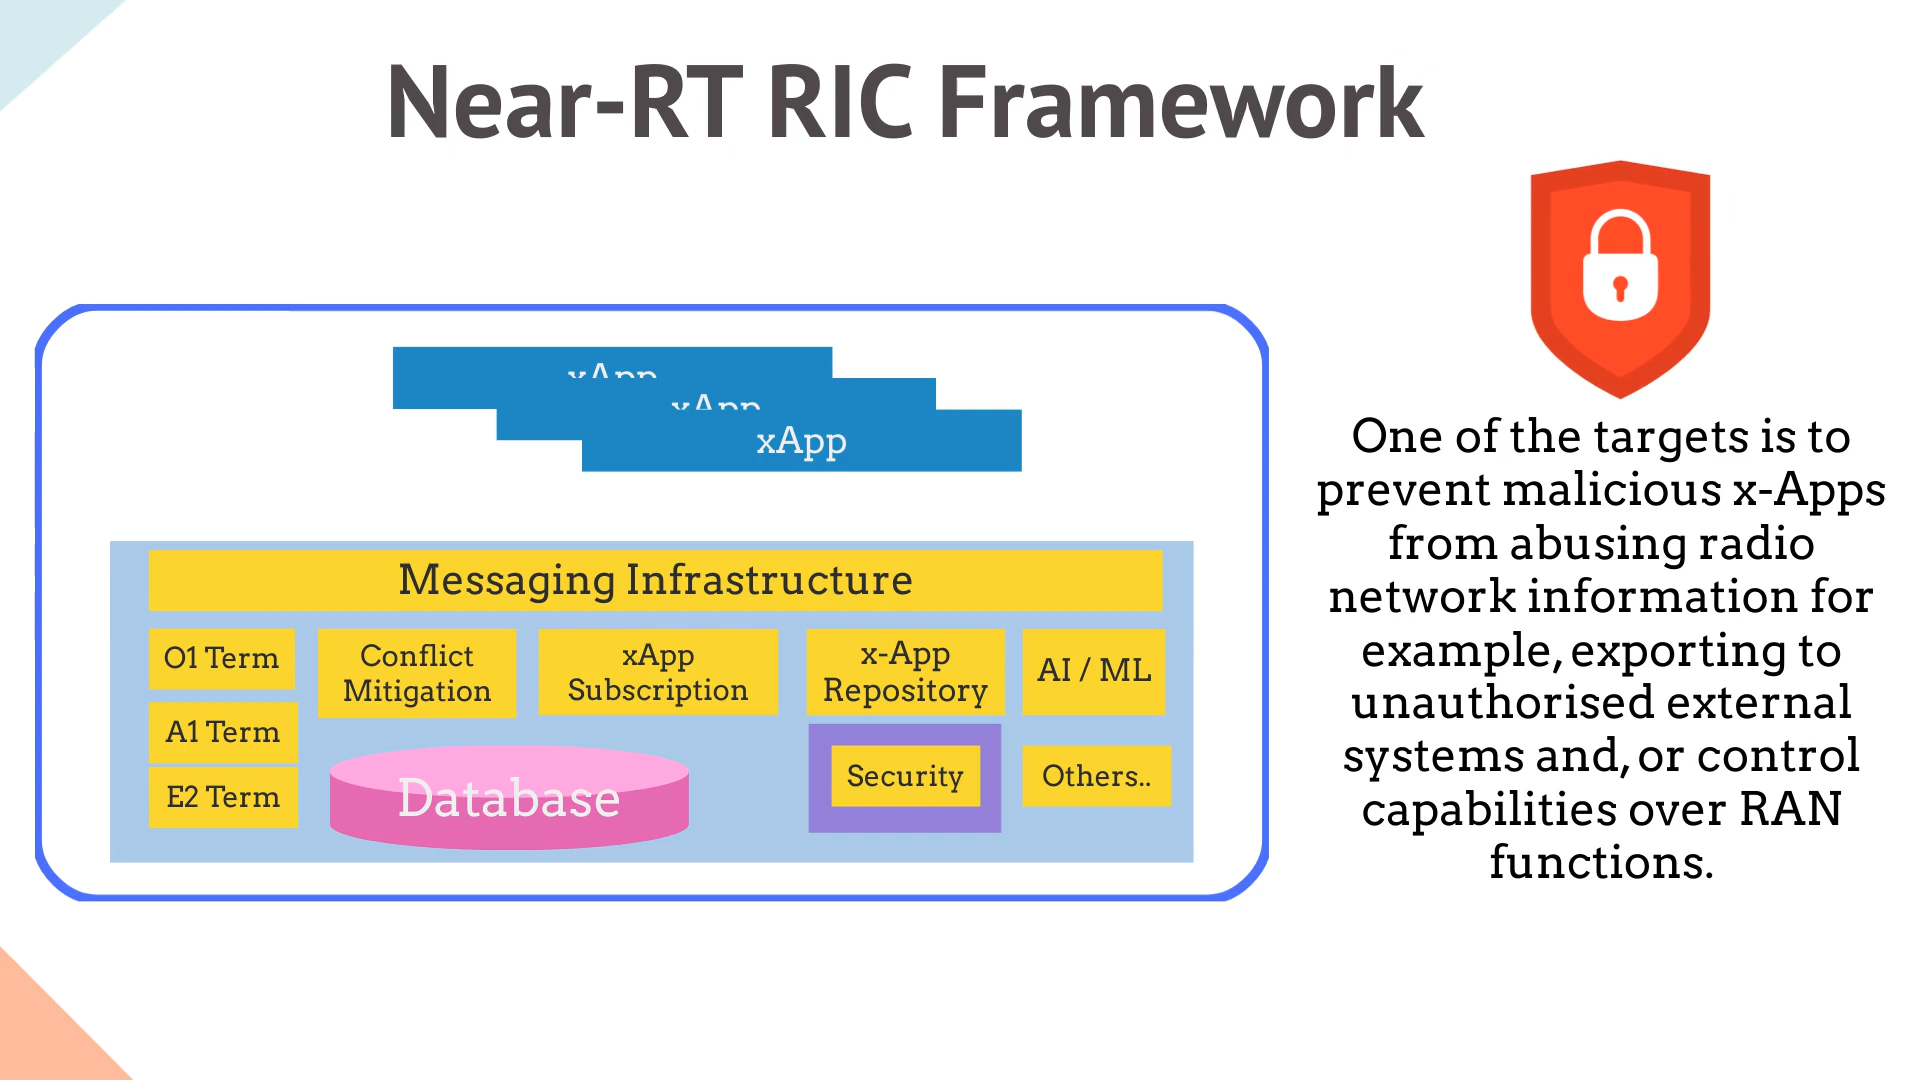 Near-RT RIC Framework
xApp
xApp
xApp
Messaging Infrastructure
O1 Term
Conflict
Mitigation
xApp
Subscription
x-App
Repository
AI / ML
A1 Term
E2 Term
Database
Security
Others..
One of the targets is to
prevent malicious x-Apps
from abusing radio
network information for
example, exporting to
unauthorised external
systems and, or control
capabilities over RAN
functions.